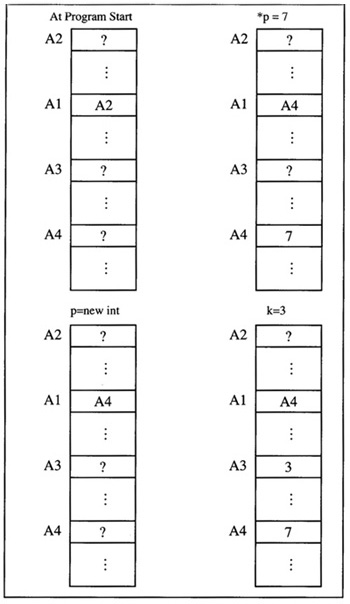 At Program Start
A2 ?
⋮
A1 A2
⋮
A3 ?
⋮
A4 ?
⋮
*p = 7
A2 ?
⋮
A1 A4
⋮
A3 ?
⋮
A4 7
⋮
p=new int
A2 ?
⋮
A1 A4
⋮
A3 ?
⋮
A4 ?
⋮
k=3
A2 ?
⋮
A1 A4
⋮
A3 3
⋮
A4 7
⋮